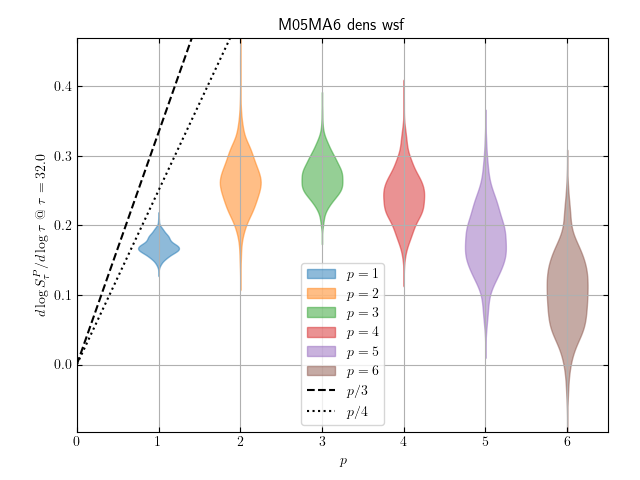 M05MA6 dens wsf
d log S_τ^P / d log τ @ τ = 32.0
0.4
0.3
0.2
0.1
0.0
p = 1
p = 2
p = 3
p = 4
p = 5
p = 6
p/3
p/4
0 1 2 3 4 5 6
p